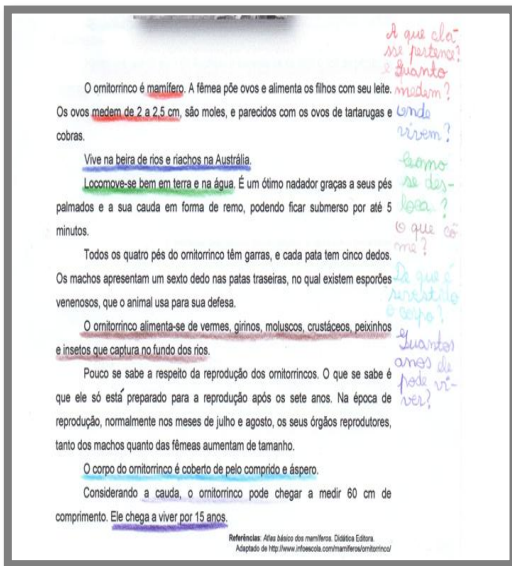 O ornitorrinco é mamífero. A fêmea põe ovos e alimenta os filhos com seu leite.
Os ovos medem de 2 a 2,5 cm, são moles, e parecidos com os ovos de tartarugas e
cobras.
Vive na beira de rios e riachos na Austrália.
Locomove-se bem em terra e na água. É um ótimo nadador graças a seus pés
palmados e a sua cauda em forma de remo, podendo ficar submerso por até 5
minutos.
Todos os quatro pés do ornitorrinco têm garras, e cada pata tem cinco dedos.
Os machos apresentam um sexto dedo nas patas traseiras, no qual existem esporões
venenosos, que o animal usa para sua defesa.
O ornitorrinco alimenta-se de vermes, girinos, moluscos, crustáceos, peixinhos
e insetos que captura no fundo dos rios.
Pouco se sabe a respeito da reprodução dos ornitorrincos. O que se sabe é
que ele só está preparado para a reprodução após os sete anos. Na época de
reprodução, normalmente nos meses de julho e agosto, os seus órgãos reprodutores,
tanto dos machos quanto das fêmeas aumentam de tamanho.
O corpo do ornitorrinco é coberto de pelo comprido e áspero.
Considerando a cauda, o ornitorrinco pode chegar a medir 60 cm de
comprimento. Ele chega a viver por 15 anos.
Referências: Atlas básico dos mamíferos. Didática Editora.
Adaptado de http://www.infoescola.com/mamiferos/ornitorrinco/
A que cla-
sse pertence?
e Quanto
medem?
onde
vivem?
Como
se des-
loca?
O que co-
me?
Da que é
revestido
o corpo?
Quantos
anos ele
pode vi-
ver?